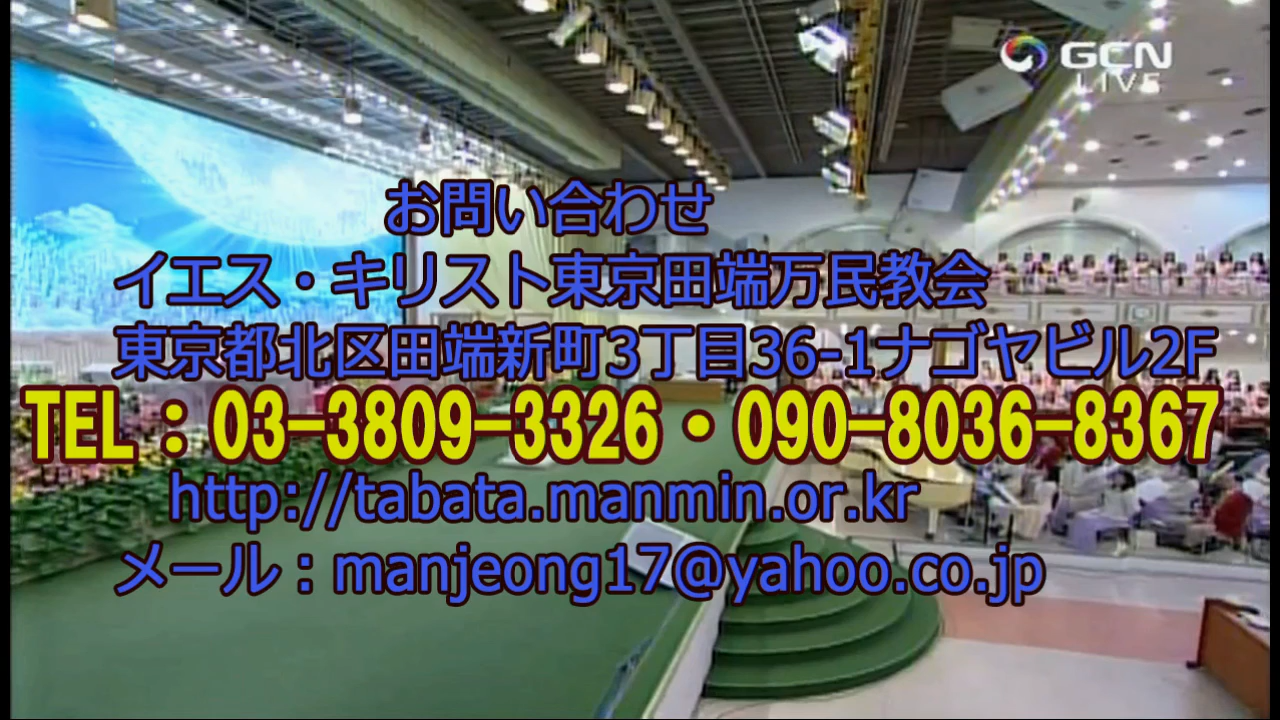 GCN
LIVE
お問い合わせ
イエス・キリスト東京田端万民教会
東京都北区田端新町3丁目36-1ナゴヤビル2F
TEL：03-3809-3326・090-8036-8367
http://tabata.manmin.or.kr
メール：manjeong17@yahoo.co.jp